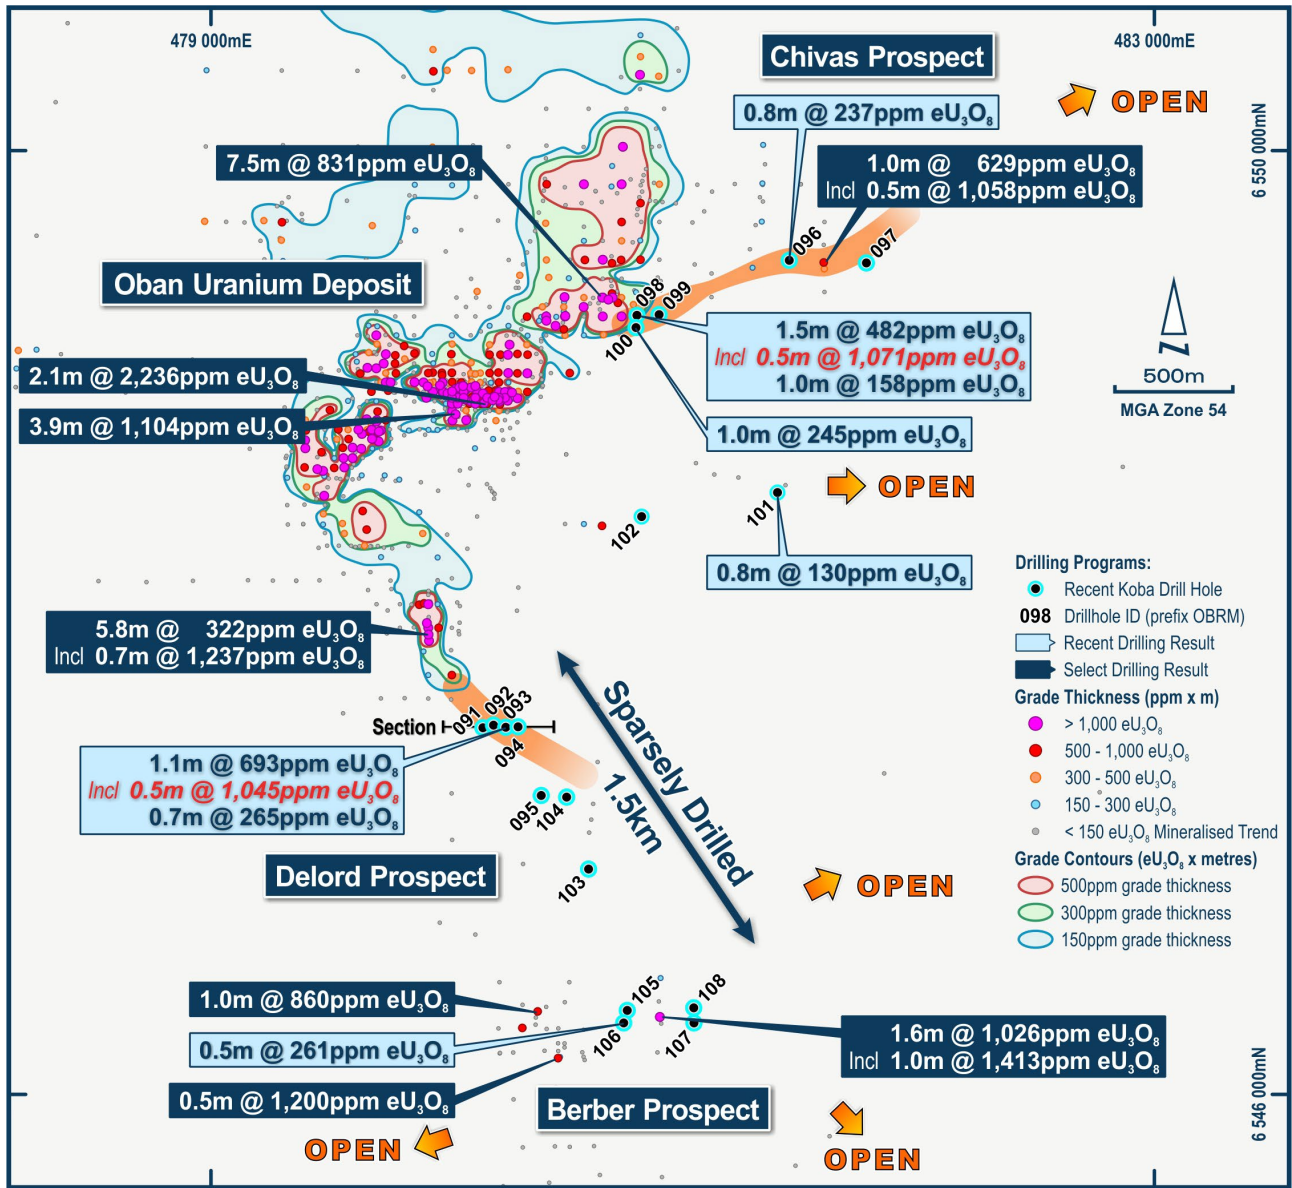 479 000mE
483 000mE
Chivas Prospect
OPEN
0.8m @ 237ppm eU₃O₈
6 550 000mN
7.5m @ 831ppm eU₃O₈
1.0m @ 629ppm eU₃O₈
Incl 0.5m @ 1,058ppm eU₃O₈
096
097
Oban Uranium Deposit
098
099
100
1.5m @ 482ppm eU₃O₈
Incl 0.5m @ 1,071ppm eU₃O₈
1.0m @ 158ppm eU₃O₈
N
500m
MGA Zone 54
2.1m @ 2,236ppm eU₃O₈
3.9m @ 1,104ppm eU₃O₈
1.0m @ 245ppm eU₃O₈
OPEN
101
102
0.8m @ 130ppm eU₃O₈
Drilling Programs:
Recent Koba Drill Hole
098 Drillhole ID (prefix OBRM)
Recent Drilling Result
Select Drilling Result
Grade Thickness (ppm x m)
> 1,000 eU₃O₈
500 - 1,000 eU₃O₈
300 - 500 eU₃O₈
150 - 300 eU₃O₈
< 150 eU₃O₈ Mineralised Trend
Grade Contours (eU₃O₈ x metres)
500ppm grade thickness
300ppm grade thickness
150ppm grade thickness
5.8m @ 322ppm eU₃O₈
Incl 0.7m @ 1,237ppm eU₃O₈
Section
091
092
093
094
Sparsely Drilled
1.5km
1.1m @ 693ppm eU₃O₈
Incl 0.5m @ 1,045ppm eU₃O₈
0.7m @ 265ppm eU₃O₈
095
104
Delord Prospect
103
OPEN
1.0m @ 860ppm eU₃O₈
105
108
106
107
0.5m @ 261ppm eU₃O₈
1.6m @ 1,026ppm eU₃O₈
Incl 1.0m @ 1,413ppm eU₃O₈
0.5m @ 1,200ppm eU₃O₈
Berber Prospect
6 546 000mN
OPEN
OPEN